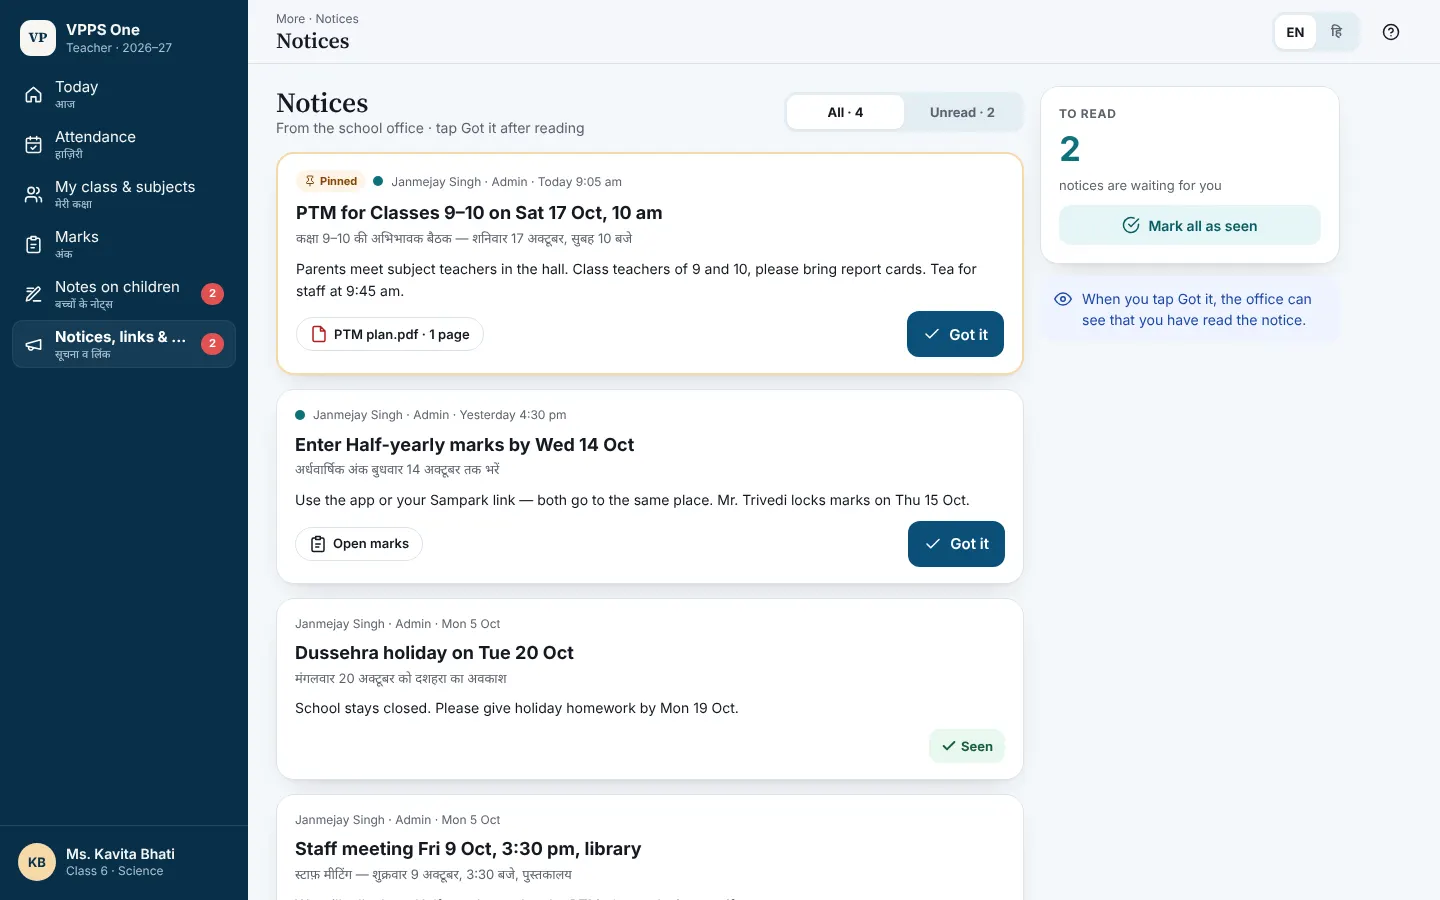 VP
VPPS One
Teacher · 2026–27
Today
आज
Attendance
हाज़िरी
My class & subjects
मेरी कक्षा
Marks
अंक
Notes on children
बच्चों के नोट्स
2
Notices, links & ...
सूचना व लिंक
2
KB
Ms. Kavita Bhati
Class 6 · Science
More · Notices
Notices
EN
हि
Notices
From the school office · tap Got it after reading
All · 4
Unread · 2
Pinned
Janmejay Singh · Admin · Today 9:05 am
PTM for Classes 9–10 on Sat 17 Oct, 10 am
कक्षा 9–10 की अभिभावक बैठक — शनिवार 17 अक्टूबर, सुबह 10 बजे
Parents meet subject teachers in the hall. Class teachers of 9 and 10, please bring report cards. Tea for
staff at 9:45 am.
PTM plan.pdf · 1 page
Got it
Janmejay Singh · Admin · Yesterday 4:30 pm
Enter Half-yearly marks by Wed 14 Oct
अर्धवार्षिक अंक बुधवार 14 अक्टूबर तक भरें
Use the app or your Sampark link — both go to the same place. Mr. Trivedi locks marks on Thu 15 Oct.
Open marks
Got it
Janmejay Singh · Admin · Mon 5 Oct
Dussehra holiday on Tue 20 Oct
मंगलवार 20 अक्टूबर को दशहरा का अवकाश
School stays closed. Please give holiday homework by Mon 19 Oct.
Seen
Janmejay Singh · Admin · Mon 5 Oct
Staff meeting Fri 9 Oct, 3:30 pm, library
स्टाफ़ मीटिंग — शुक्रवार 9 अक्टूबर, 3:30 बजे, पुस्तकालय
TO READ
2
notices are waiting for you
Mark all as seen
When you tap Got it, the office can
see that you have read the notice.